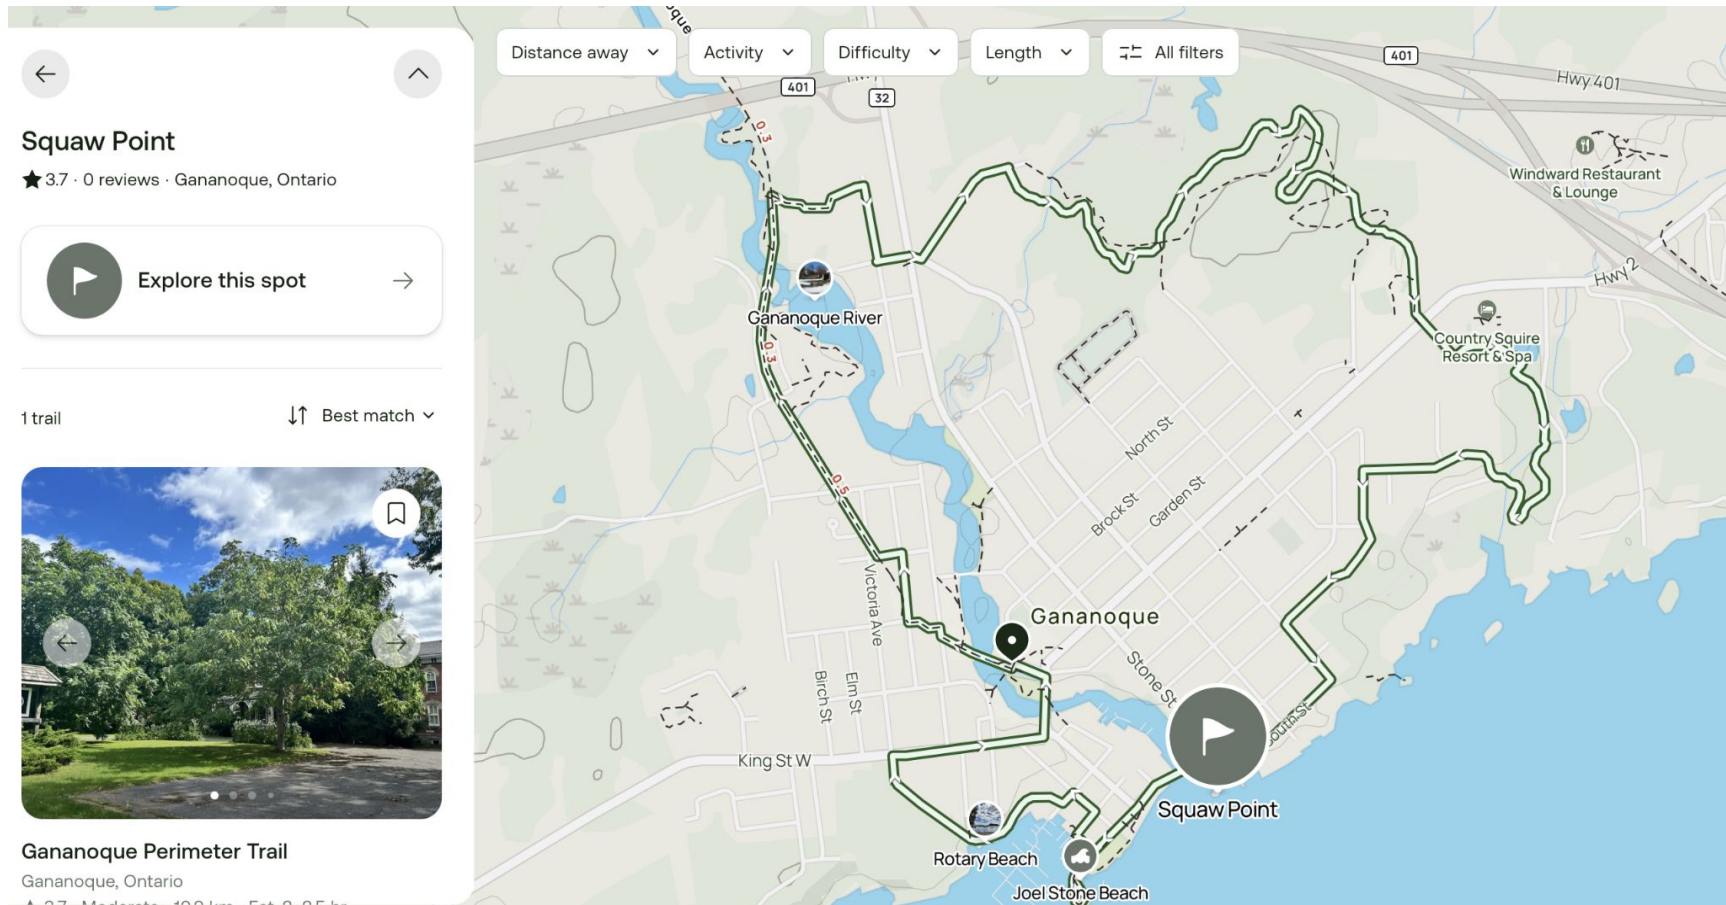 Squaw Point
3.7 · 0 reviews · Gananoque, Ontario
Explore this spot
1 trail
Best match
Gananoque Perimeter Trail
Gananoque, Ontario
Distance away
Activity
Difficulty
Length
All filters
401
32
401
Hwy 401
0.3
Windward Restaurant
& Lounge
Hwy 2
Gananoque River
0.3
Country Squire
Resort & Spa
North St
0.5
Brock St
Garden St
Victoria Ave
Gananoque
Stone St
Birch St
Elm St
South St
King St W
Squaw Point
Rotary Beach
Joel Stone Beach